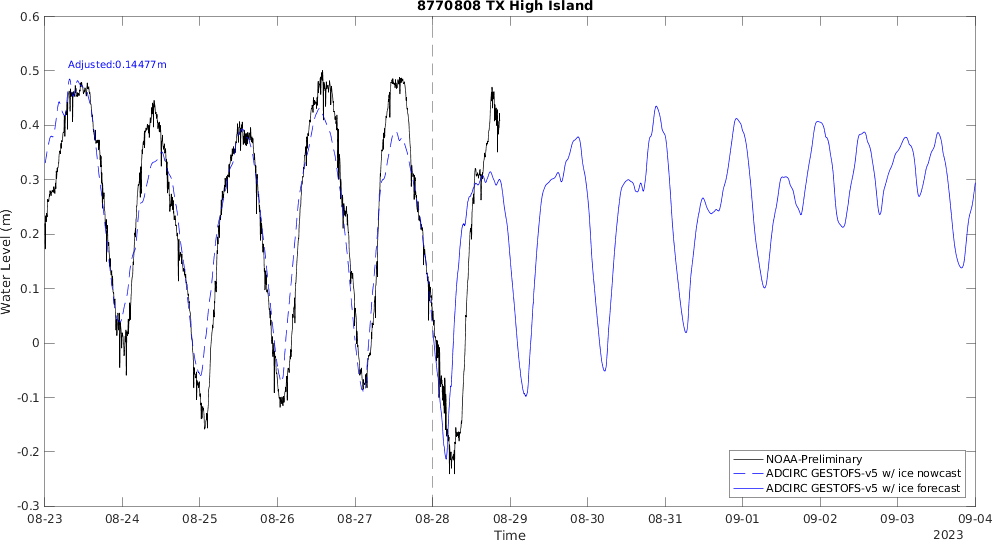 8770808 TX High Island
0.6
0.5
0.4
0.3
0.2
0.1
0
-0.1
-0.2
-0.3
Water Level (m)
Adjusted:0.14477m
NOAA-Preliminary
ADCIRC GESTOFS-v5 w/ ice nowcast
ADCIRC GESTOFS-v5 w/ ice forecast
08-23 08-24 08-25 08-26 08-27 08-28 08-29 08-30 08-31 09-01 09-02 09-03 09-04
Time
2023